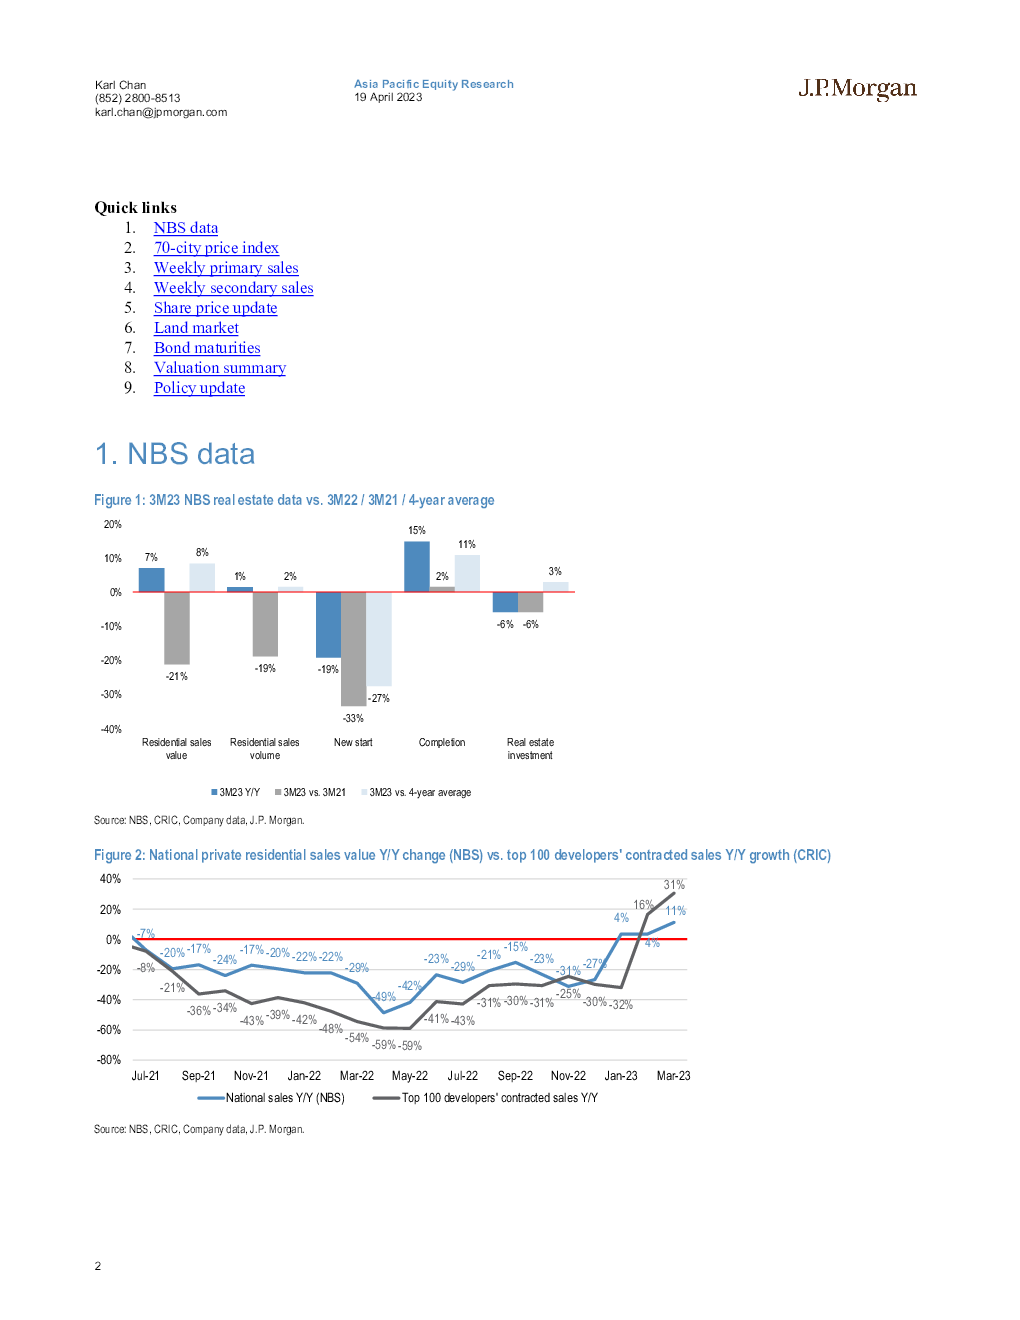 Karl Chan
(852) 2800-8513
karl.chan@jpmorgan.com
Asia Pacific Equity Research
19 April 2023
J.P.Morgan
Quick links
1. NBS data
2. 70-city price index
3. Weekly primary sales
4. Weekly secondary sales
5. Share price update
6. Land market
7. Bond maturities
8. Valuation summary
9. Policy update
1. NBS data
Figure 1: 3M23 NBS real estate data vs. 3M22 / 3M21 / 4-year average
20%
10%
0%
-10%
-20%
-30%
-40%
7%
-21%
8%
1%
-19%
2%
-19%
-33%
-27%
15%
2%
11%
-6%
-6%
3%
Residential sales
value
Residential sales
volume
New start
Completion
Real estate
investment
3M23 Y/Y
3M23 vs. 3M21
3M23 vs. 4-year average
Source: NBS, CRIC, Company data, J.P. Morgan.
Figure 2: National private residential sales value Y/Y change (NBS) vs. top 100 developers' contracted sales Y/Y growth (CRIC)
40%
20%
0%
-20%
-40%
-60%
-80%
-7%
-20%
-17%
-24%
-17%
-20%
-22%
-22%
-29%
-49%
-42%
-23%
-29%
-21%
-15%
-23%
-31%
-27%
4%
4%
11%
-8%
-21%
-36%
-34%
-43%
-39%
-42%
-48%
-54%
-59%
-59%
-41%
-43%
-31%
-30%
-31%
-25%
-30%
-32%
16%
31%
Jul-21
Sep-21
Nov-21
Jan-22
Mar-22
May-22
Jul-22
Sep-22
Nov-22
Jan-23
Mar-23
National sales Y/Y (NBS)
Top 100 developers' contracted sales Y/Y
Source: NBS, CRIC, Company data, J.P. Morgan.
2